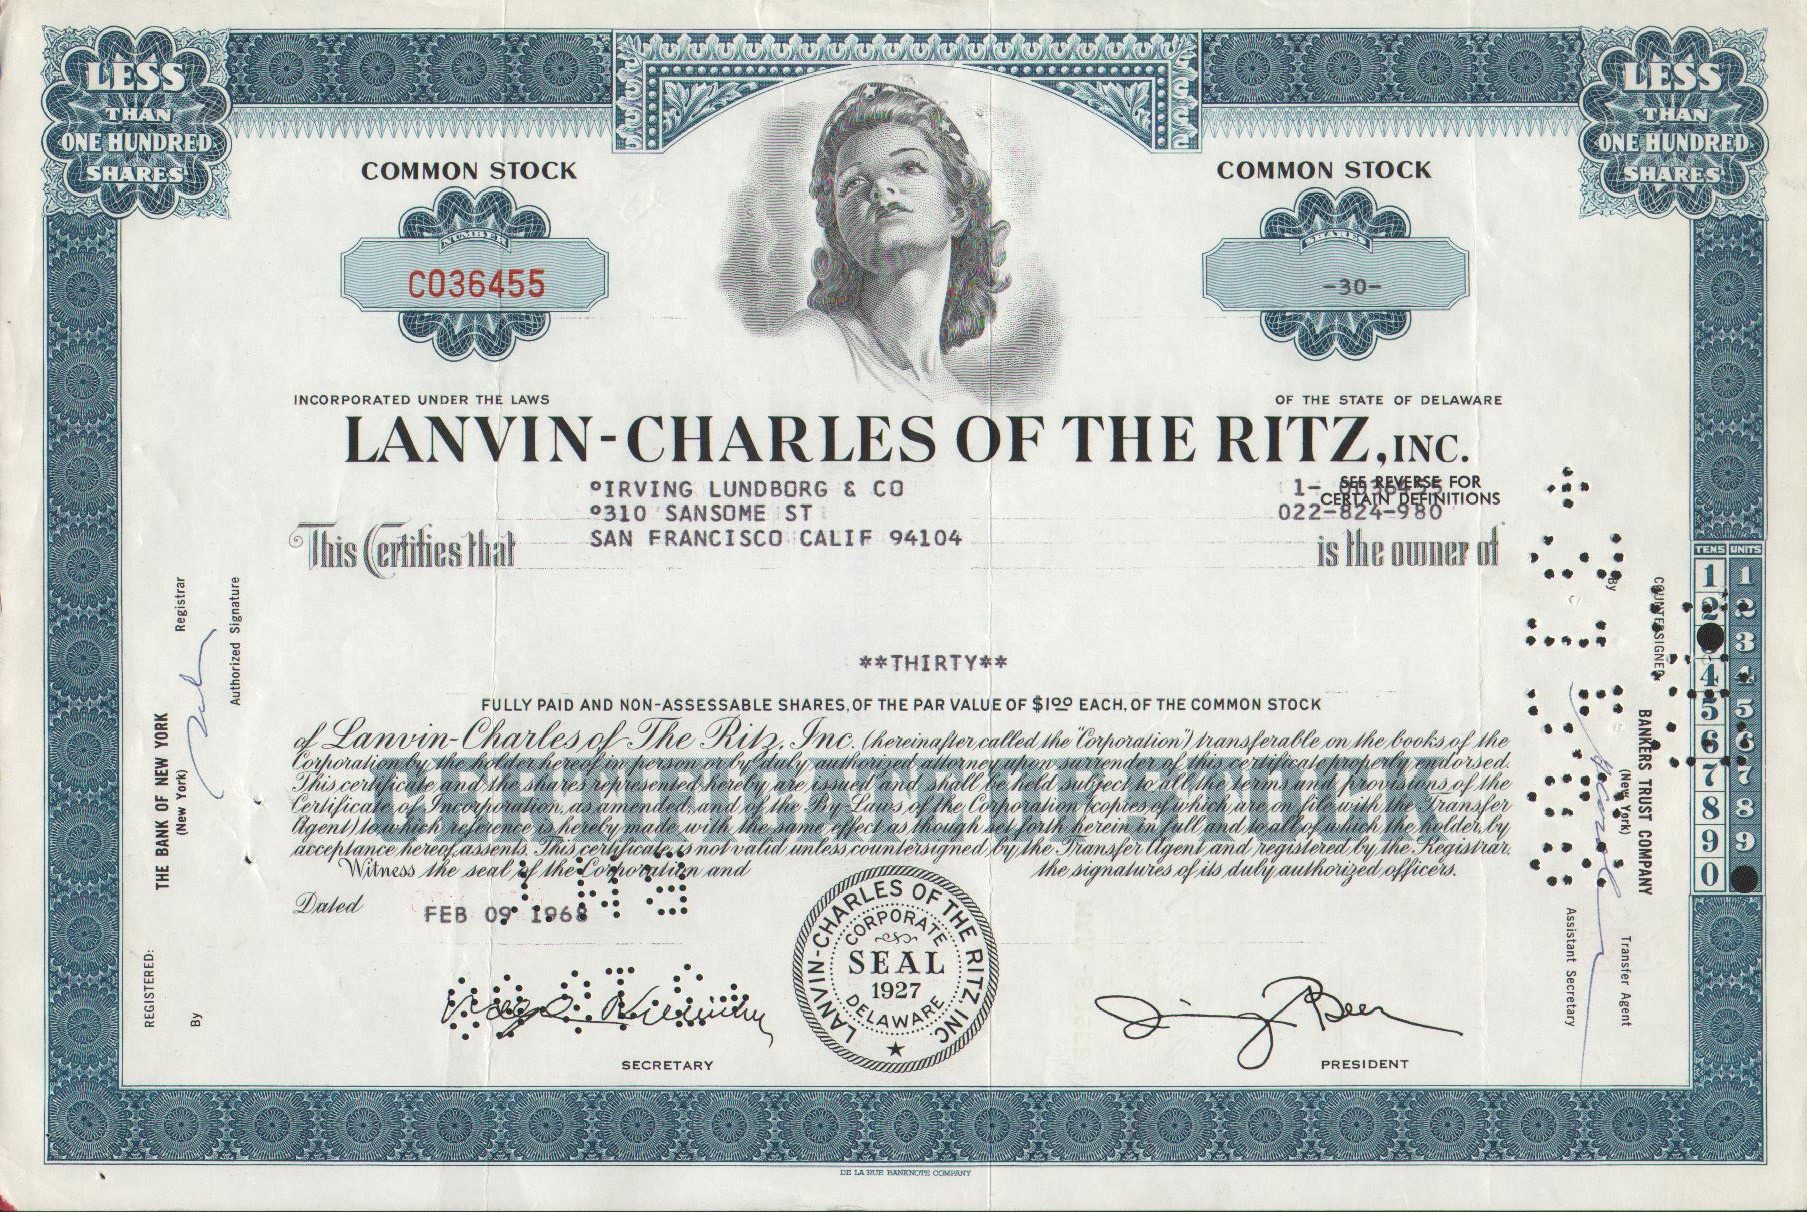 LESS
THAN
ONE HUNDRED
SHARES
LESS
THAN
ONE HUNDRED
SHARES
COMMON STOCK
COMMON STOCK
NUMBER
SHARES
C036455
-30-
INCORPORATED UNDER THE LAWS
OF THE STATE OF DELAWARE
LANVIN-CHARLES OF THE RITZ, INC.
SEE REVERSE FOR
CERTAIN DEFINITIONS
°IRVING LUNDBORG & CO
1-
°310 SANSOME ST
022-824-980
SAN FRANCISCO CALIF 94104
This Certifies that
is the owner of
**THIRTY**
FULLY PAID AND NON-ASSESSABLE SHARES, OF THE PAR VALUE OF $1.00 EACH, OF THE COMMON STOCK
of Lanvin-Charles of The Ritz, Inc. (hereinafter called the "Corporation") transferable on the books of the
Corporation by the holder hereof in person or by duly authorized attorney upon surrender of this certificate properly endorsed.
This certificate and the shares represented hereby are issued and shall be held subject to all the terms and provisions of the
Certificate of Incorporation, as amended, and of the By-Laws of the Corporation (copies of which are on file with the Transfer
Agent) to which reference is hereby made with the same effect as though set forth herein in full and to all of which the holder, by
acceptance hereof, assents. This certificate is not valid unless countersigned by the Transfer Agent and registered by the Registrar.
Witness the seal of the Corporation and
the signatures of its duly authorized officers.
CERTIFICATE OF STOCK
Dated
FEB 09 1968
LANVIN-CHARLES OF THE RITZ, INC.
CORPORATE
SEAL
1927
DELAWARE
SECRETARY
PRESIDENT
REGISTERED:
THE BANK OF NEW YORK
(New York)
Registrar
By
Authorized Signature
COUNTERSIGNED
BANKERS TRUST COMPANY
(New York)
Transfer Agent
By
Assistant Secretary
TENS UNITS
1 1
2 2
3
4 4
5 5
6 6
7 7
8 8
9 9
0
DE LA RUE BANKNOTE COMPANY